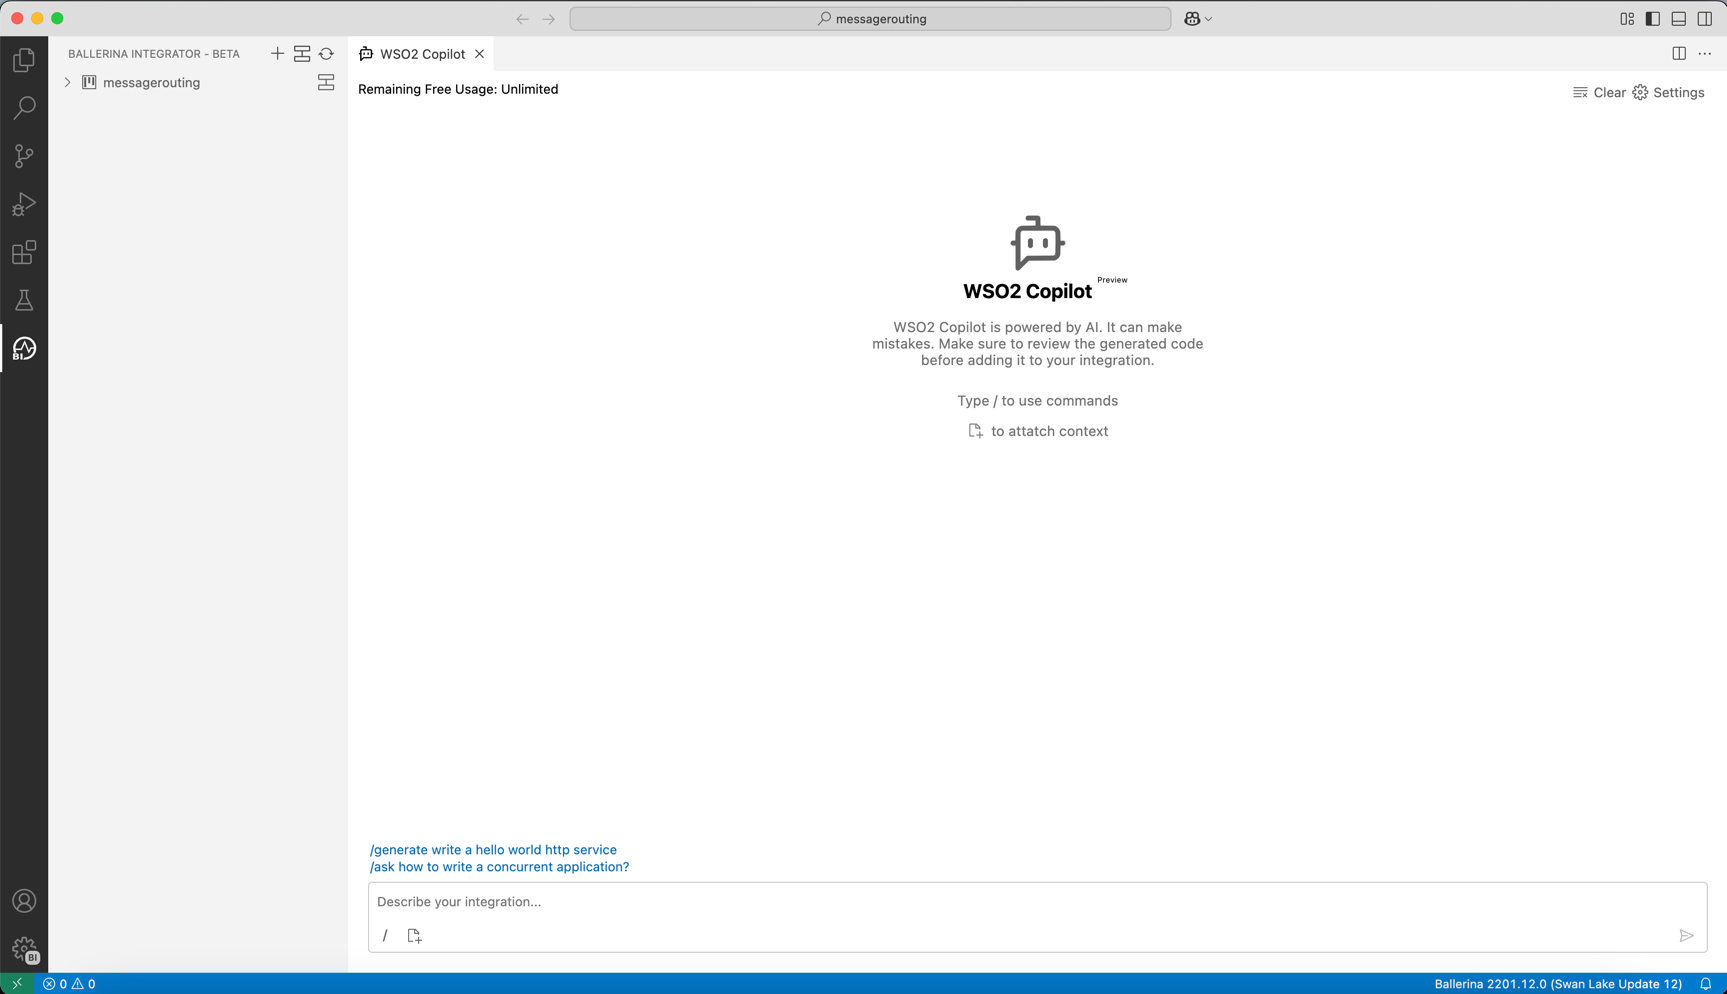 messagerouting
BALLERINA INTEGRATOR - BETA
messagerouting
WSO2 Copilot
Remaining Free Usage: Unlimited
Clear
Settings
Preview
WSO2 Copilot
WSO2 Copilot is powered by AI. It can make
mistakes. Make sure to review the generated code
before adding it to your integration.
Type / to use commands
to attatch context
/generate write a hello world http service
/ask how to write a concurrent application?
Describe your integration...
/
BI
BI
0 0
Ballerina 2201.12.0 (Swan Lake Update 12)